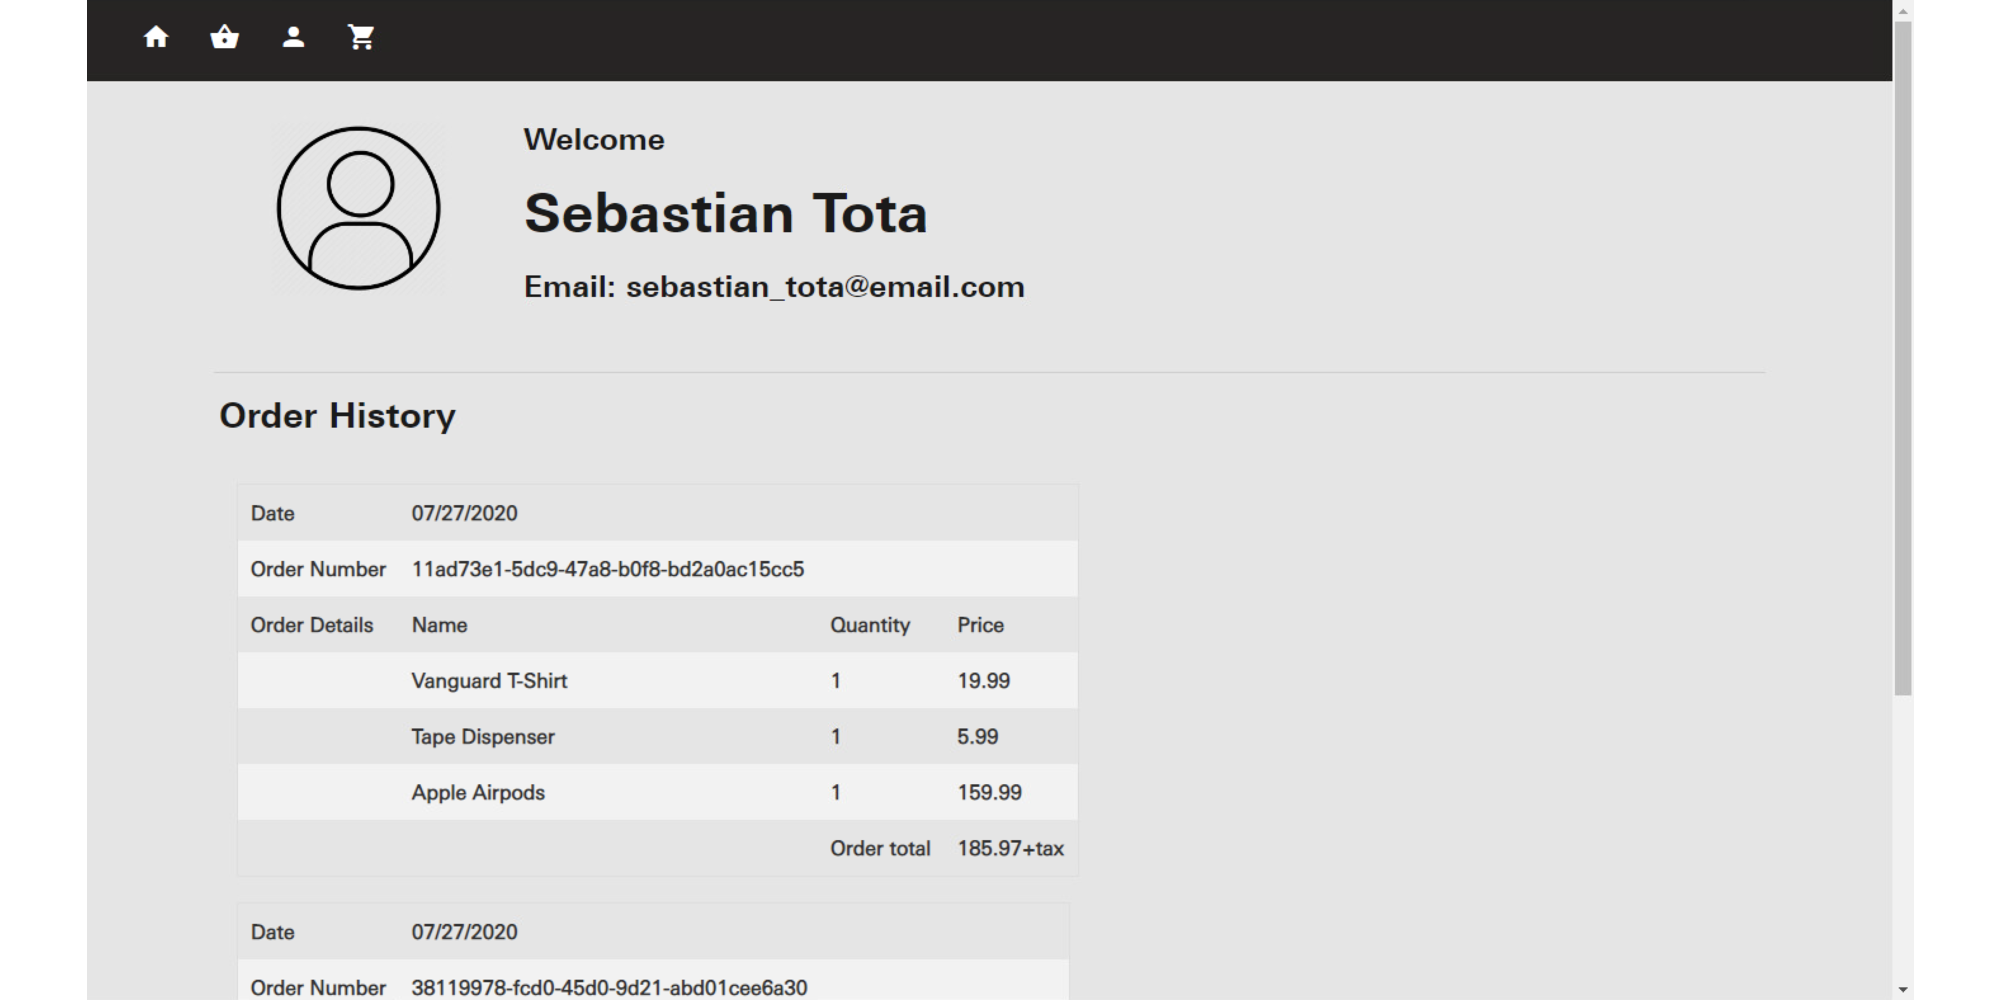 Welcome
Sebastian Tota
Email: sebastian_tota@email.com
Order History
Date 07/27/2020
Order Number 11ad73e1-5dc9-47a8-b0f8-bd2a0ac15cc5
Order Details Name Quantity Price
Vanguard T-Shirt 1 19.99
Tape Dispenser 1 5.99
Apple Airpods 1 159.99
Order total 185.97+tax
Date 07/27/2020
Order Number 38119978-fcd0-45d0-9d21-abd01cee6a30